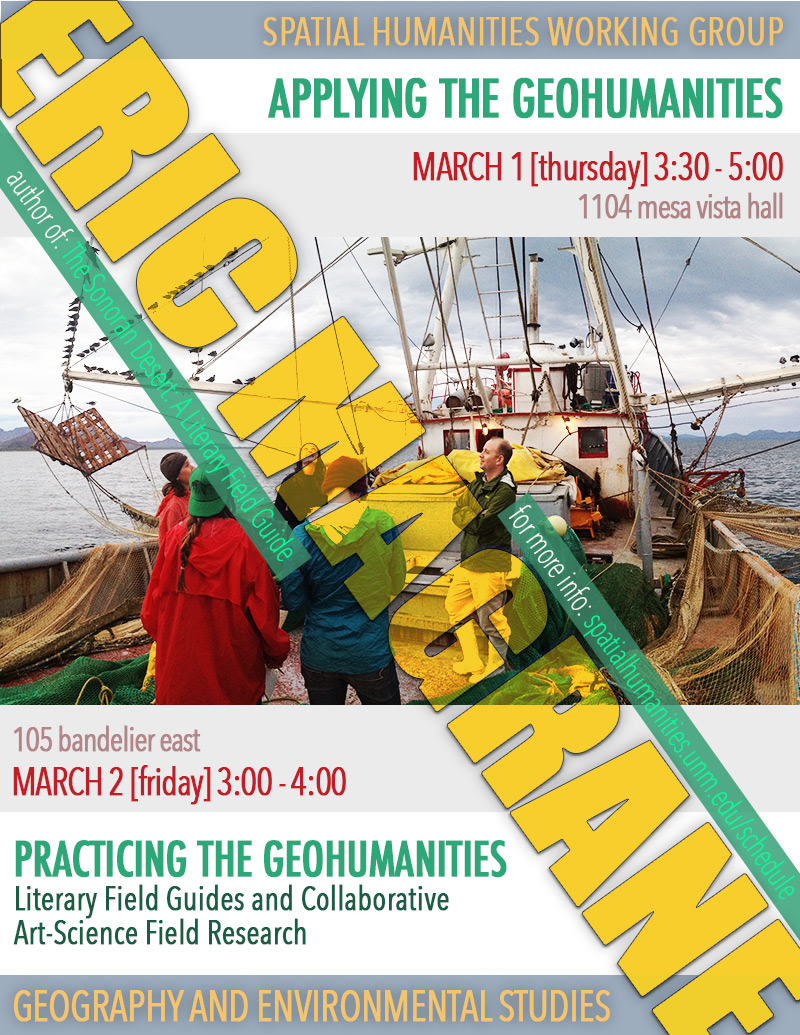 SPATIAL HUMANITIES WORKING GROUP
APPLYING THE GEOHUMANITIES
MARCH 1 [thursday] 3:30 - 5:00
1104 mesa vista hall
ERIC MAGRANE
author of: The Sonoran Desert: A Literary Field Guide
for more info: spatialhumanities.unm.edu/schedule
105 bandelier east
MARCH 2 [friday] 3:00 - 4:00
PRACTICING THE GEOHUMANITIES
Literary Field Guides and Collaborative
Art-Science Field Research
GEOGRAPHY AND ENVIRONMENTAL STUDIES